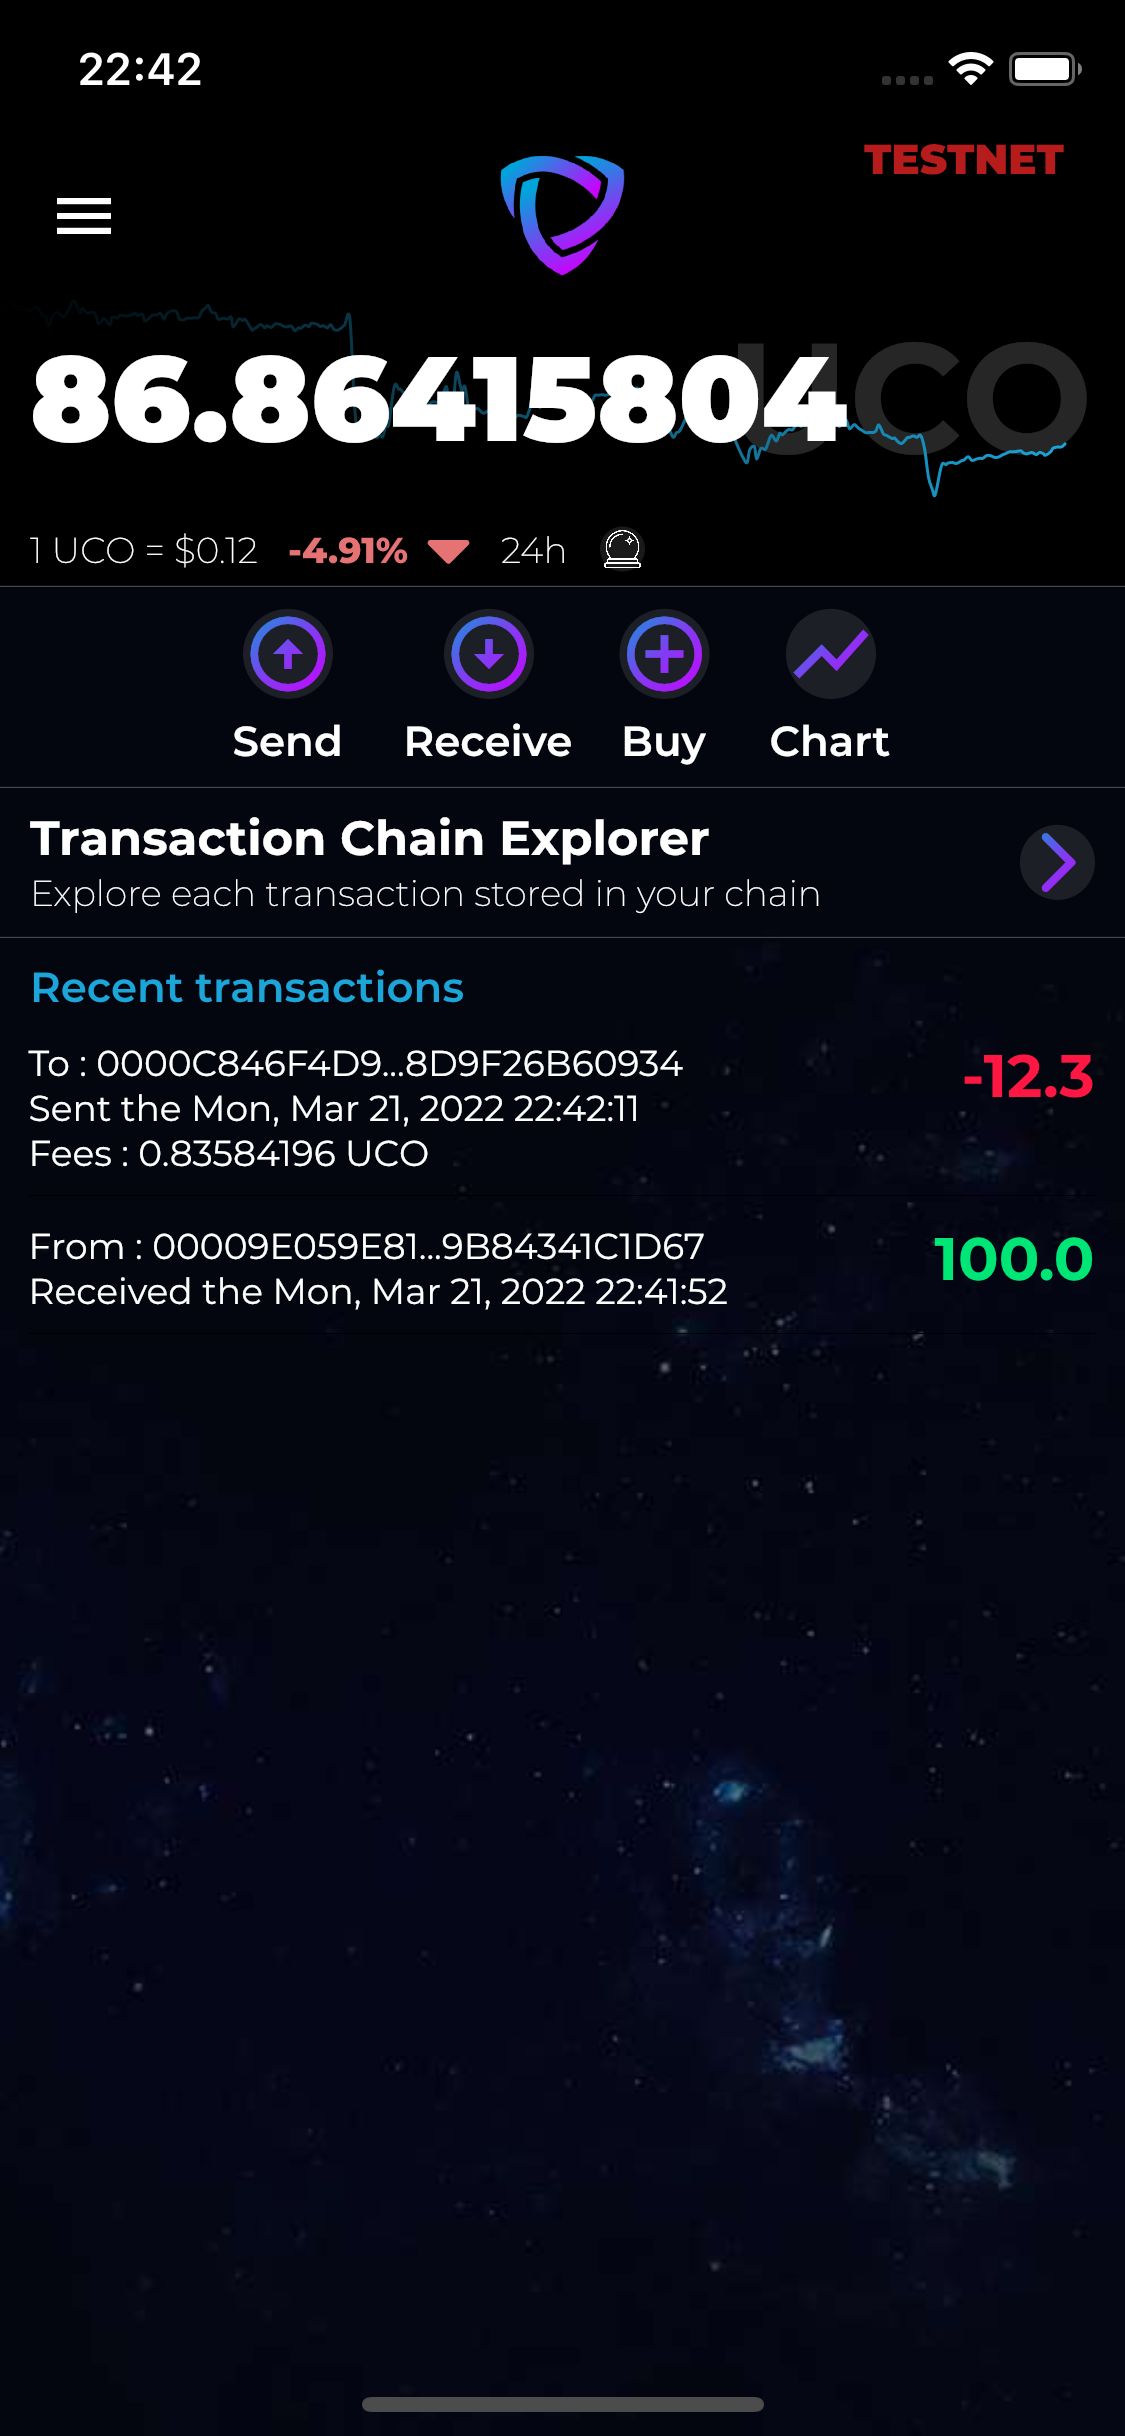 22:42
TESTNET
86.86415804 UCO
1 UCO = $0.12 -4.91% 24h
Send Receive Buy Chart
Transaction Chain Explorer
Explore each transaction stored in your chain
Recent transactions
To : 0000C846F4D9...8D9F26B60934
-12.3
Sent the Mon, Mar 21, 2022 22:42:11
Fees : 0.83584196 UCO
From : 00009E059E81...9B84341C1D67
100.0
Received the Mon, Mar 21, 2022 22:41:52